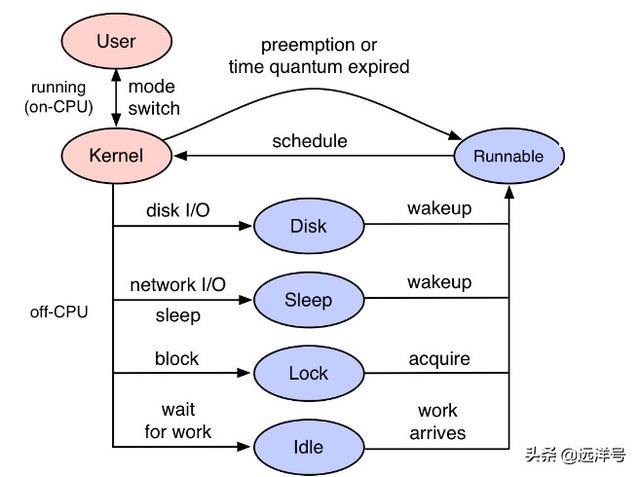 User
preemption or
time quantum expired
running
(on-CPU)
mode
switch
Kernel
schedule
Runnable
disk I/O
Disk
wakeup
network I/O
sleep
Sleep
wakeup
off-CPU
block
Lock
acquire
wait
for work
Idle
work
arrives
头条 @远洋号